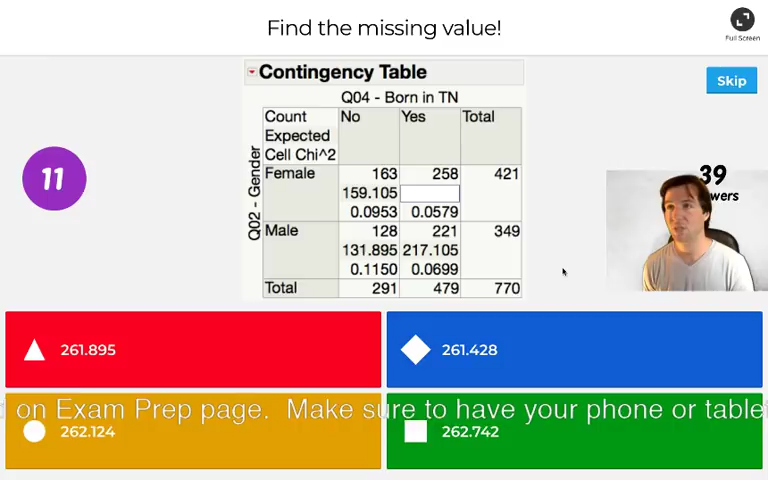 Find the missing value!
Full Screen
Contingency Table
Skip
Q04 - Born in TN
Count No Yes Total
Expected
Cell Chi^2
Q02 - Gender
Female 163 258 421
159.105
0.0953 0.0579
Male 128 221 349
131.895 217.105
0.1150 0.0699
Total 291 479 770
11
39
261.895
261.428
on Exam Prep page. Make sure to have your phone or
262.124
262.742